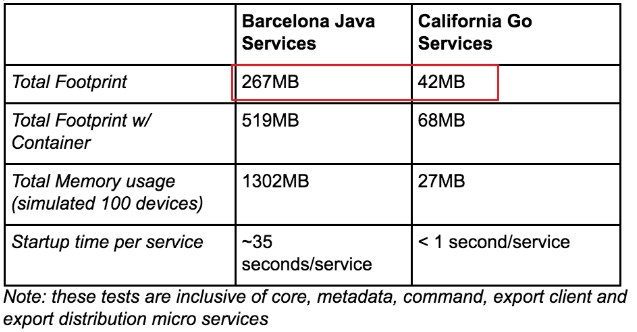 Barcelona Java
Services
California Go
Services
Total Footprint
267MB
42MB
Total Footprint w/
Container
519MB
68MB
Total Memory usage
(simulated 100 devices)
1302MB
27MB
Startup time per service
~35
seconds/service
< 1 second/service
Note: these tests are inclusive of core, metadata, command, export client and
export distribution micro services